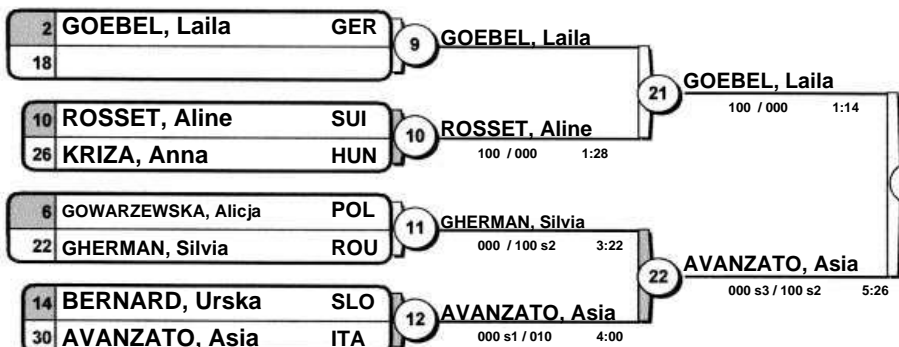 2 GOEBEL, Laila GER
18
9
GOEBEL, Laila
10 ROSSET, Aline SUI
26 KRIZA, Anna HUN
10
ROSSET, Aline
100 / 000 1:28
21
GOEBEL, Laila
100 / 000 1:14
6 GOWARZEWSKA, Alicja POL
22 GHERMAN, Silvia ROU
11
GHERMAN, Silvia
000 / 100 s2 3:22
14 BERNARD, Urska SLO
30 AVANZATO, Asia ITA
12
AVANZATO, Asia
000 s1 / 010 4:00
22
AVANZATO, Asia
000 s3 / 100 s2 5:26